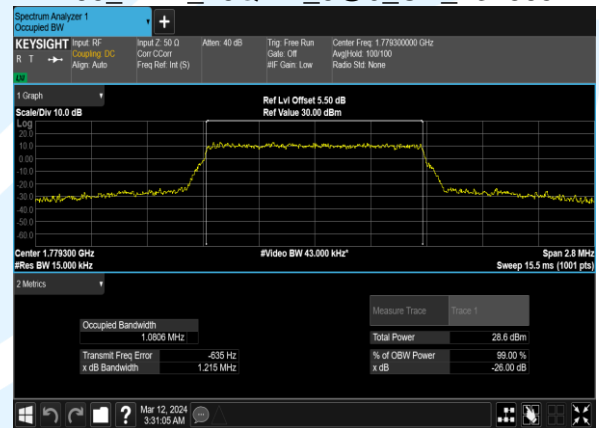 Spectrum Analyzer 1
Occupied BW
+
KEYSIGHT Input: RF Input Z: 50 Ω Atten: 40 dB Trig: Free Run Center Freq: 1.779300000 GHz
R T Coupling: DC Corr CCorr Gate: Off Avg|Hold: 100/100
Align: Auto Freq Ref: Int (S) #IF Gain: Low Radio Std: None
1 Graph
Ref Lvl Offset 5.50 dB
Scale/Div 10.0 dB Ref Value 30.00 dBm
Log
20.0
10.0
0.00
-10.0
-20.0
-30.0
-40.0
-50.0
-60.0
Center 1.779300 GHz #Video BW 43.000 kHz* Span 2.8 MHz
#Res BW 15.000 kHz Sweep 15.5 ms (1001 pts)
2 Metrics
Measure Trace Trace 1
Occupied Bandwidth
1.0806 MHz Total Power 28.6 dBm
Transmit Freq Error -635 Hz % of OBW Power 99.00 %
x dB Bandwidth 1.215 MHz x dB -26.00 dB
? Mar 12, 2024
3:31:05 AM